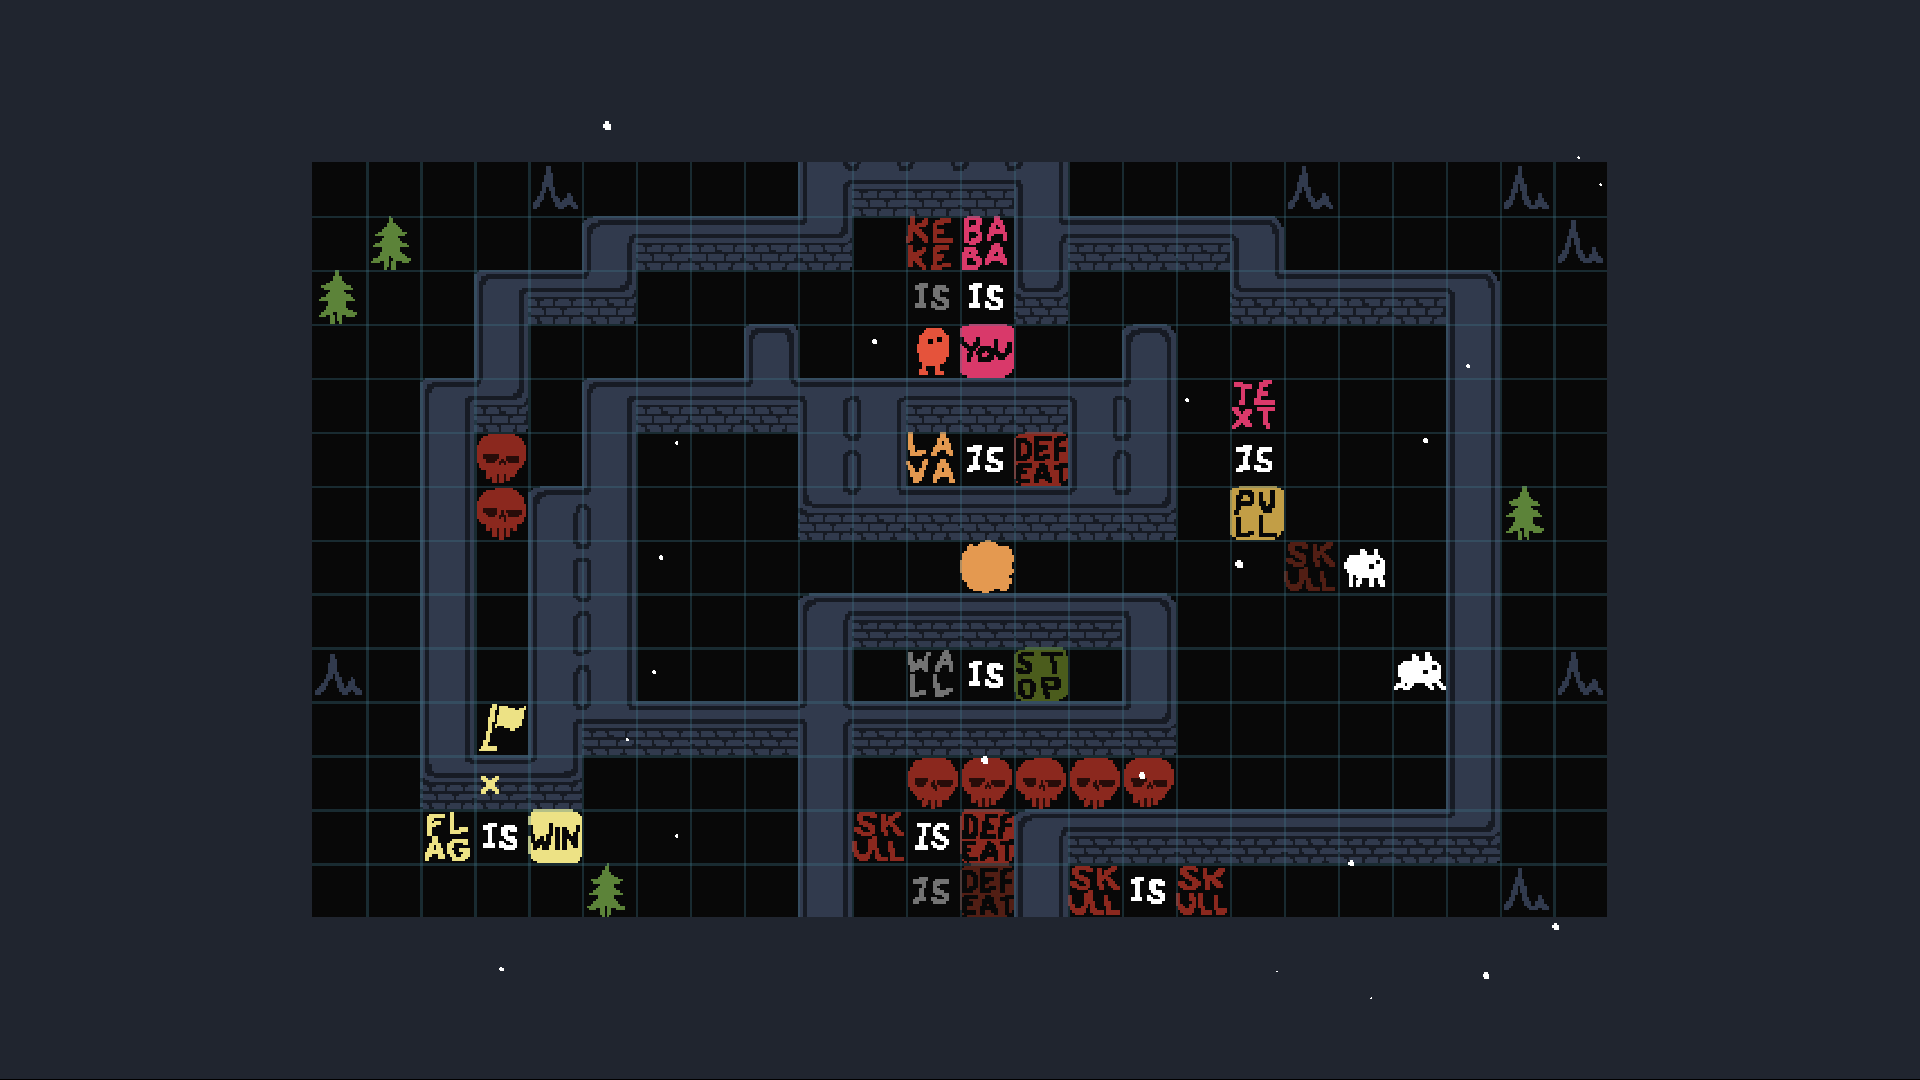 KEKE BABA
IS IS
YOU
TEXT
LAVA IS DEFEAT IS
PULL
SKULL
WALL IS STOP
FLAG IS WIN SKULL IS DEFEAT
IS DEFEAT SKULL IS SKULL